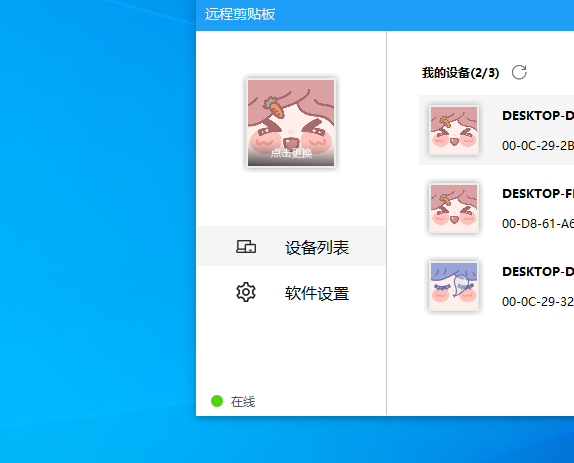 远程剪贴板
点击更换
设备列表
软件设置
在线
我的设备(2/3)
DESKTOP-D
00-0C-29-2B
DESKTOP-F
00-D8-61-A6
DESKTOP-D
00-0C-29-32